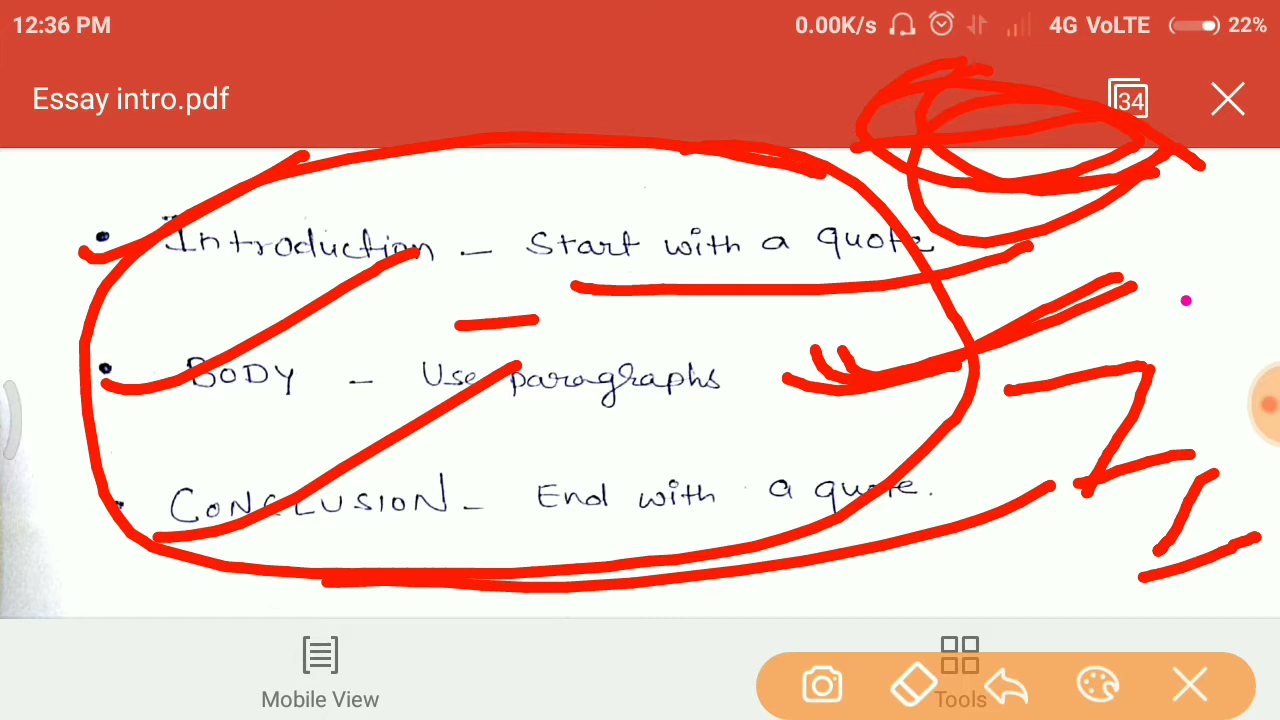 12:36 PM 0.00K/s 4G VoLTE 22%
Essay intro.pdf 34
• Introduction - Start with a quote
• BODY - Use paragraphs
• CONCLUSION - End with a quote.
Mobile View Tools